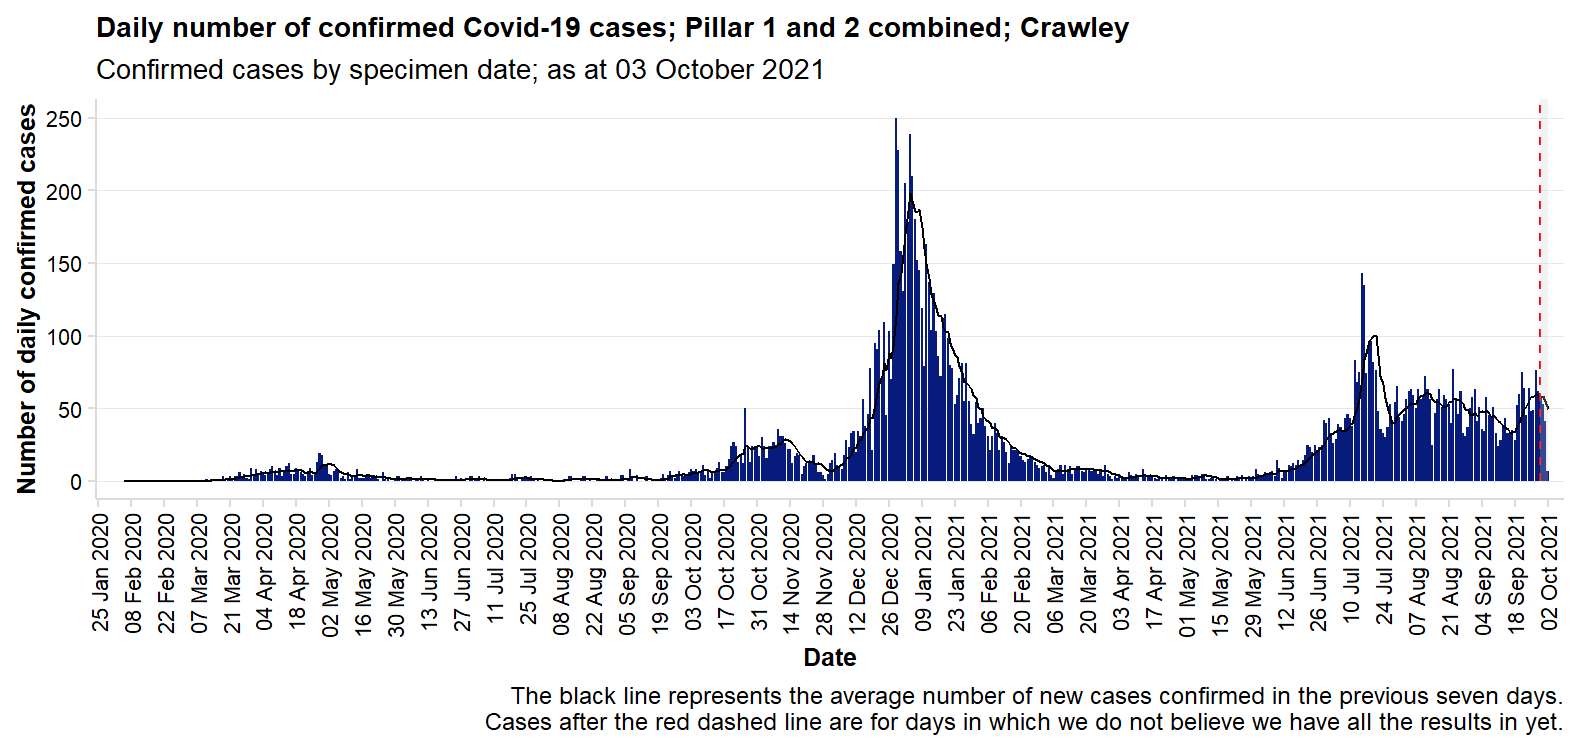 Daily number of confirmed Covid-19 cases; Pillar 1 and 2 combined; Crawley
Confirmed cases by specimen date; as at 03 October 2021
Number of daily confirmed cases
250
200
150
100
50
0
25 Jan 2020
08 Feb 2020
22 Feb 2020
07 Mar 2020
21 Mar 2020
04 Apr 2020
18 Apr 2020
02 May 2020
16 May 2020
30 May 2020
13 Jun 2020
27 Jun 2020
11 Jul 2020
25 Jul 2020
08 Aug 2020
22 Aug 2020
05 Sep 2020
19 Sep 2020
03 Oct 2020
17 Oct 2020
31 Oct 2020
14 Nov 2020
28 Nov 2020
12 Dec 2020
26 Dec 2020
09 Jan 2021
23 Jan 2021
06 Feb 2021
20 Feb 2021
06 Mar 2021
20 Mar 2021
03 Apr 2021
17 Apr 2021
01 May 2021
15 May 2021
29 May 2021
12 Jun 2021
26 Jun 2021
10 Jul 2021
24 Jul 2021
07 Aug 2021
21 Aug 2021
04 Sep 2021
18 Sep 2021
02 Oct 2021
Date
The black line represents the average number of new cases confirmed in the previous seven days.
Cases after the red dashed line are for days in which we do not believe we have all the results in yet.